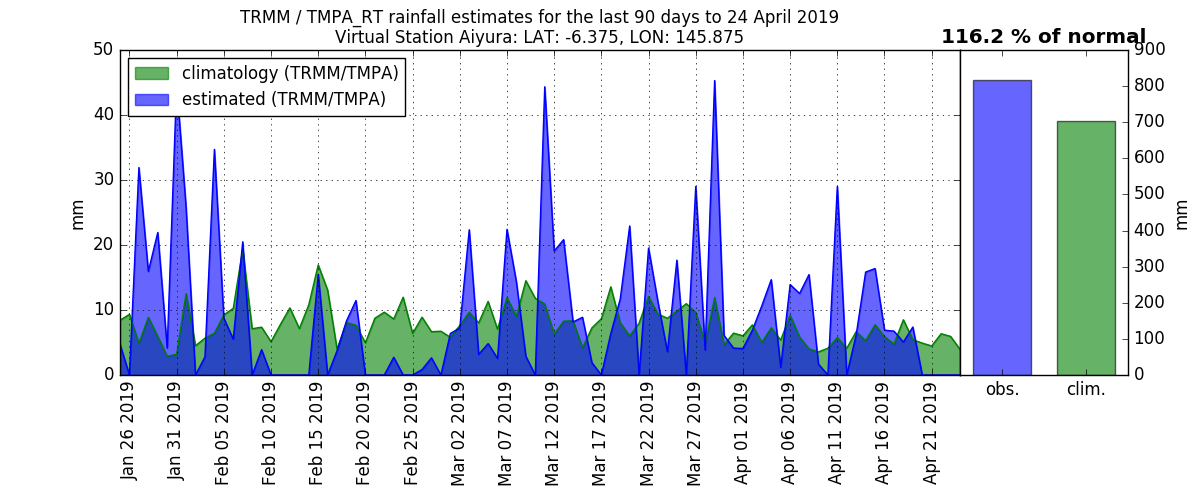 TRMM / TMPA_RT rainfall estimates for the last 90 days to 24 April 2019
Virtual Station Aiyura: LAT: -6.375, LON: 145.875
116.2 % of normal
climatology (TRMM/TMPA)
estimated (TRMM/TMPA)
mm
50
40
30
20
10
0
Jan 26 2019
Jan 31 2019
Feb 05 2019
Feb 10 2019
Feb 15 2019
Feb 20 2019
Feb 25 2019
Mar 02 2019
Mar 07 2019
Mar 12 2019
Mar 17 2019
Mar 22 2019
Mar 27 2019
Apr 01 2019
Apr 06 2019
Apr 11 2019
Apr 16 2019
Apr 21 2019
obs.
clim.
900
800
700
600
500
400
300
200
100
0
mm